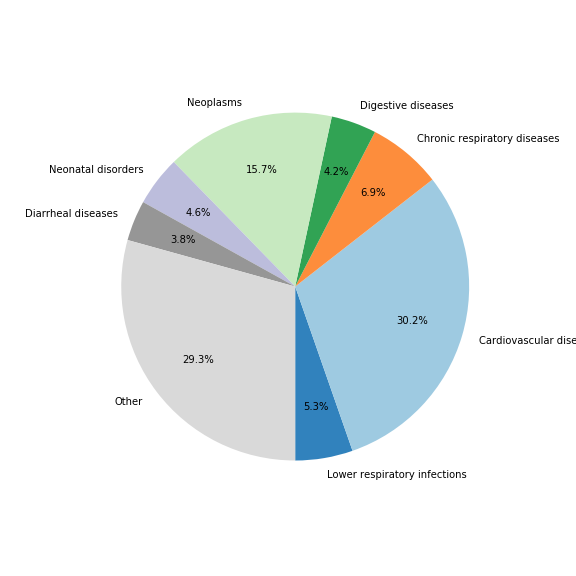 Digestive diseases
Neoplasms
Chronic respiratory diseases
15.7%
4.2%
Neonatal disorders
6.9%
4.6%
Diarrheal diseases
3.8%
30.2%
Cardiovascular dise
29.3%
Other
5.3%
Lower respiratory infections